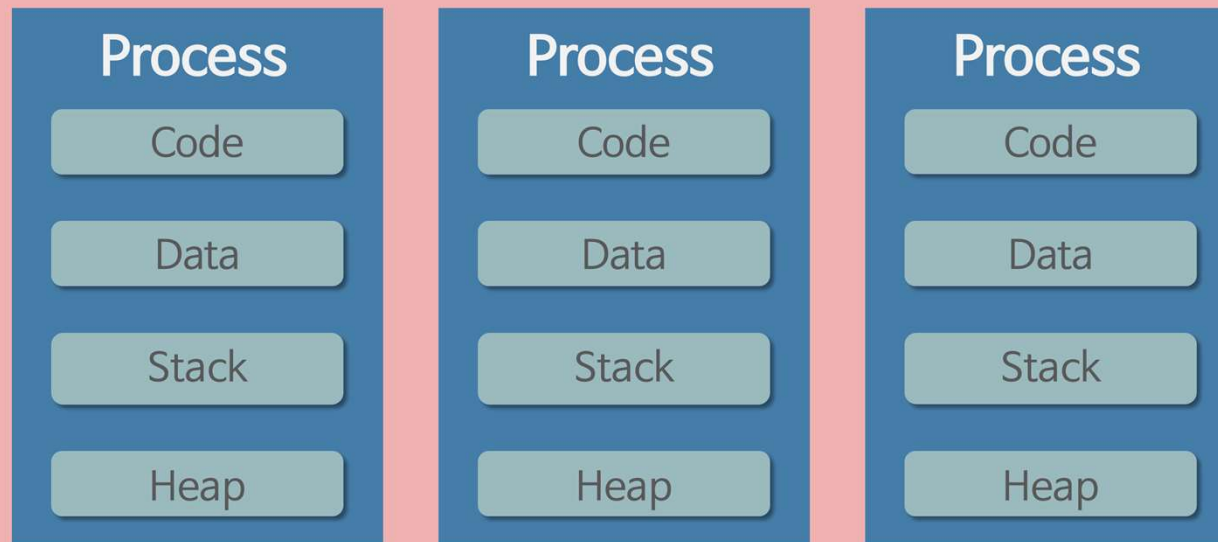 Process
Code
Data
Stack
Heap
Process
Code
Data
Stack
Heap
Process
Code
Data
Stack
Heap